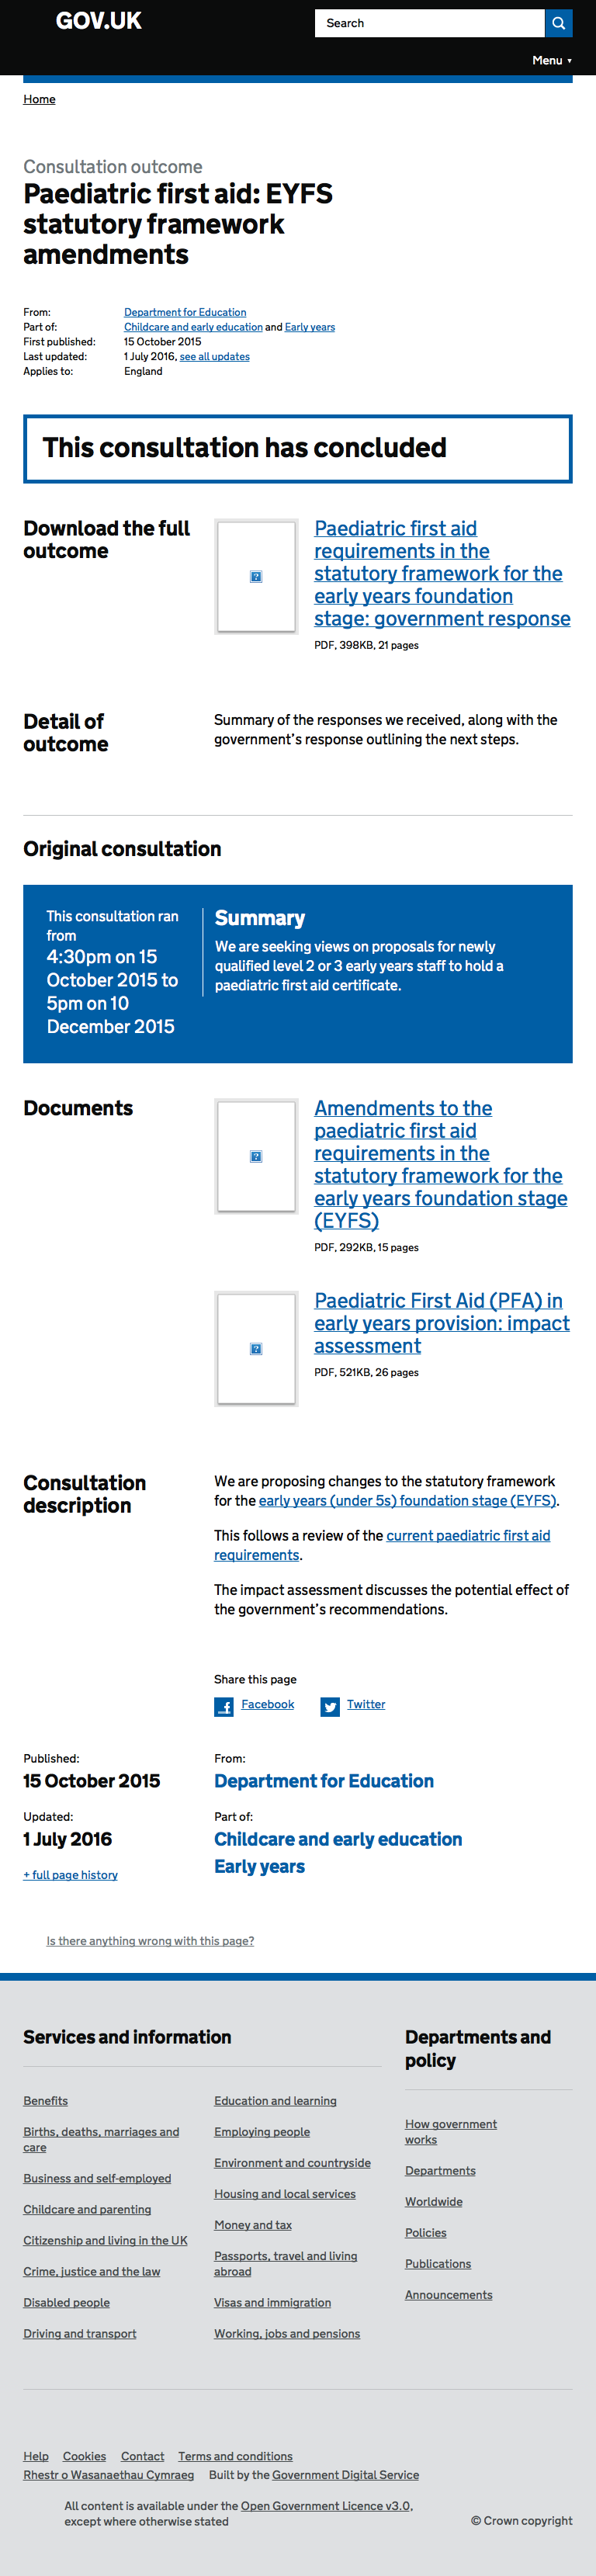 GOV.UK
Search
Menu ▼
Home
Consultation outcome
Paediatric first aid: EYFS
statutory framework
amendments
From: Department for Education
Part of: Childcare and early education and Early years
First published: 15 October 2015
Last updated: 1 July 2016, see all updates
Applies to: England
This consultation has concluded
Download the full
outcome
Paediatric first aid
requirements in the
statutory framework for the
early years foundation
stage: government response
PDF, 398KB, 21 pages
Detail of
outcome
Summary of the responses we received, along with the
government’s response outlining the next steps.
Original consultation
This consultation ran
from
4:30pm on 15
October 2015 to
5pm on 10
December 2015
Summary
We are seeking views on proposals for newly
qualified level 2 or 3 early years staff to hold a
paediatric first aid certificate.
Documents
Amendments to the
paediatric first aid
requirements in the
statutory framework for the
early years foundation stage
(EYFS)
PDF, 292KB, 15 pages
Paediatric First Aid (PFA) in
early years provision: impact
assessment
PDF, 521KB, 26 pages
Consultation
description
We are proposing changes to the statutory framework
for the early years (under 5s) foundation stage (EYFS).
This follows a review of the current paediatric first aid
requirements.
The impact assessment discusses the potential effect of
the government’s recommendations.
Share this page
Facebook
Twitter
Published:
15 October 2015
Updated:
1 July 2016
+ full page history
From:
Department for Education
Part of:
Childcare and early education
Early years
Is there anything wrong with this page?
Services and information
Benefits
Births, deaths, marriages and
care
Business and self-employed
Childcare and parenting
Citizenship and living in the UK
Crime, justice and the law
Disabled people
Driving and transport
Education and learning
Employing people
Environment and countryside
Housing and local services
Money and tax
Passports, travel and living
abroad
Visas and immigration
Working, jobs and pensions
Departments and
policy
How government
works
Departments
Worldwide
Policies
Publications
Announcements
Help Cookies Contact Terms and conditions
Rhestr o Wasanaethau Cymraeg Built by the Government Digital Service
All content is available under the Open Government Licence v3.0,
except where otherwise stated
© Crown copyright